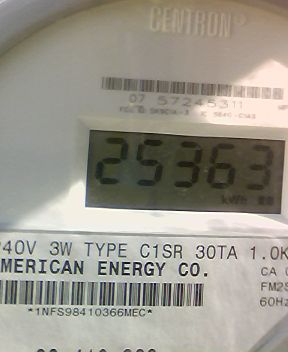 CENTRON
07 57245311
25363
kWh
240V 3W TYPE C1SR 30TA 1.0K
AMERICAN ENERGY CO.
CA
FM2S
60Hz
*1NFS98410366MEC*